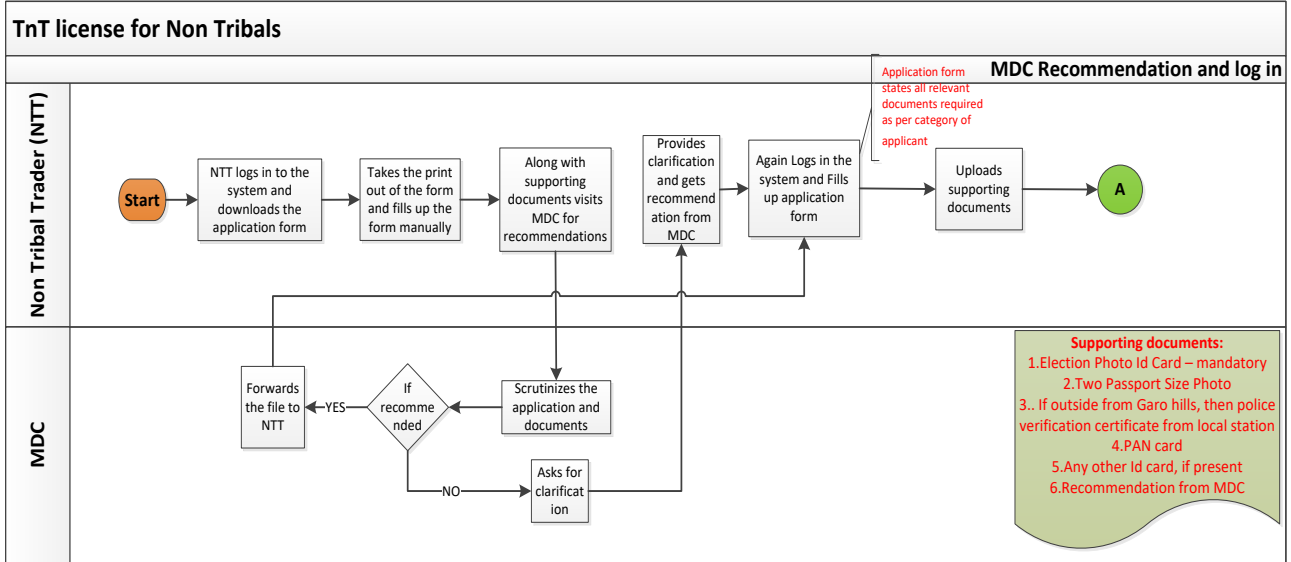 TnT license for Non Tribals
MDC Recommendation and log in
Non Tribal Trader (NTT)
Start
NTT logs in to the
system and
downloads the
application form
Takes the print
out of the form
and fills up the
form manually
Along with
supporting
documents visits
MDC for
recommendations
Provides
clarification
and gets
recommend
ation from
MDC
Again Logs in the
system and Fills
up application
form
Application form
states all relevant
documents required
as per category of
applicant
Uploads
supporting
documents
A
MDC
Forwards
the file to
NTT
YES
If
recomme
nded
Scrutinizes the
application and
documents
NO
Asks for
clarificat
ion
Supporting documents:
1.Election Photo Id Card – mandatory
2.Two Passport Size Photo
3.. If outside from Garo hills, then police
verification certificate from local station
4.PAN card
5.Any other Id card, if present
6.Recommendation from MDC